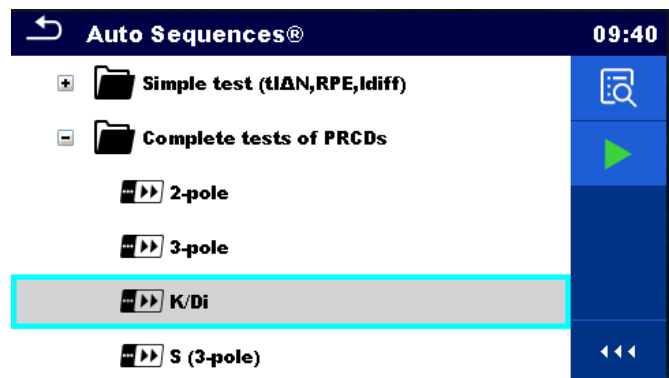 Auto Sequences® 09:40
Simple test (tIΔN,RPE,Idiff)
Complete tests of PRCDs
2-pole
3-pole
K/Di
S (3-pole)